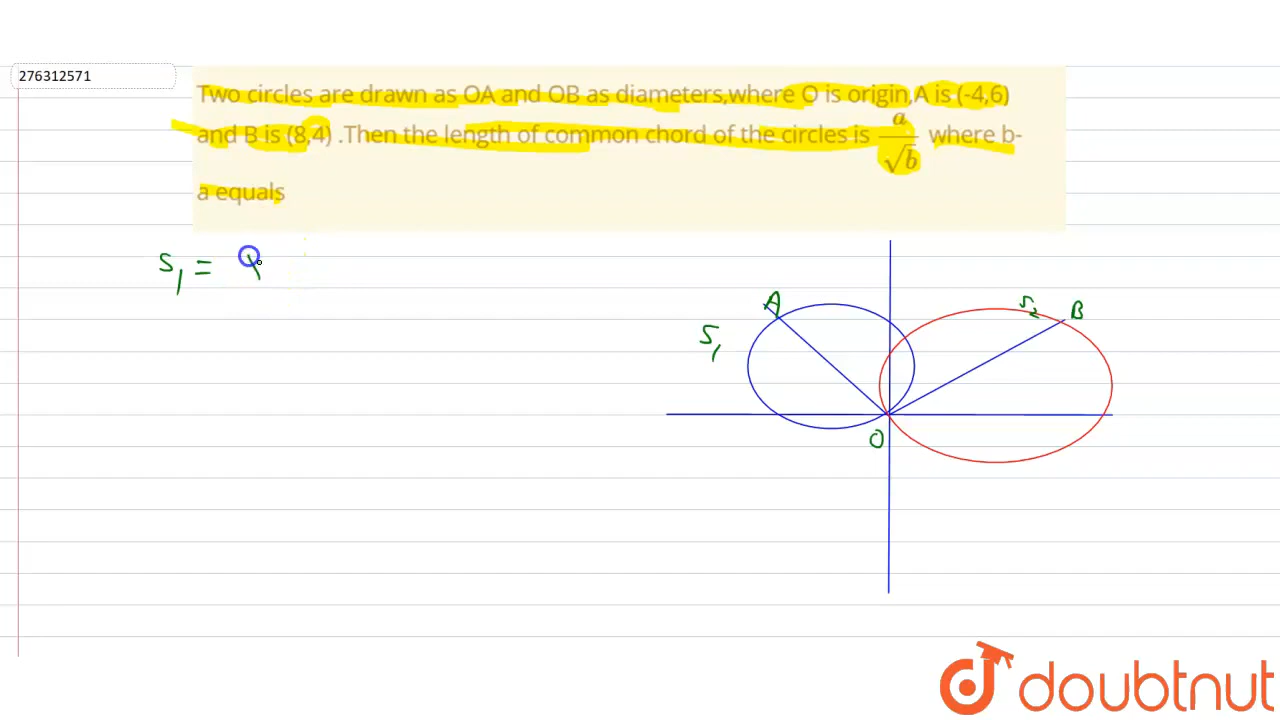 276312571
Two circles are drawn as OA and OB as diameters,where O is origin,A is (-4,6)
and B is (8,4) .Then the length of common chord of the circles is a/√b where b-
a equals
S₁ =
A
S₁
S₂
B
O
doubtnut